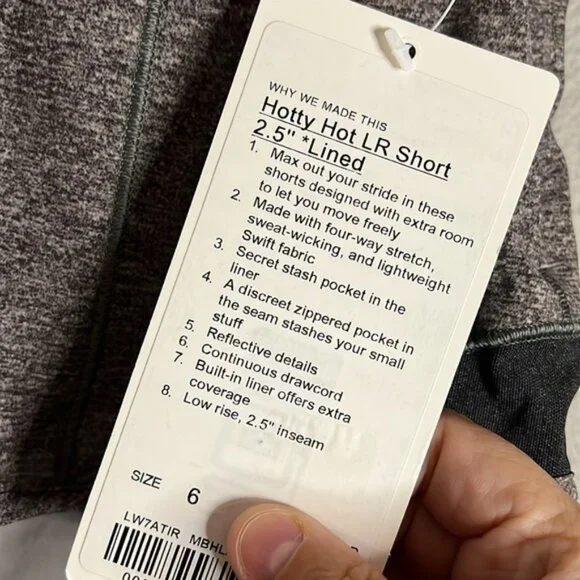 WHY WE MADE THIS
Hotty Hot LR Short
2.5" *Lined
1. Max out your stride in these
shorts designed with extra room
to let you move freely
2. Made with four-way stretch,
sweat-wicking, and lightweight
Swift fabric
3. Secret stash pocket in the
liner
4. A discreet zippered pocket in
the seam stashes your small
stuff
5. Reflective details
6. Continuous drawcord
7. Built-in liner offers extra
coverage
8. Low rise, 2.5" inseam
SIZE 6
LW7ATIR